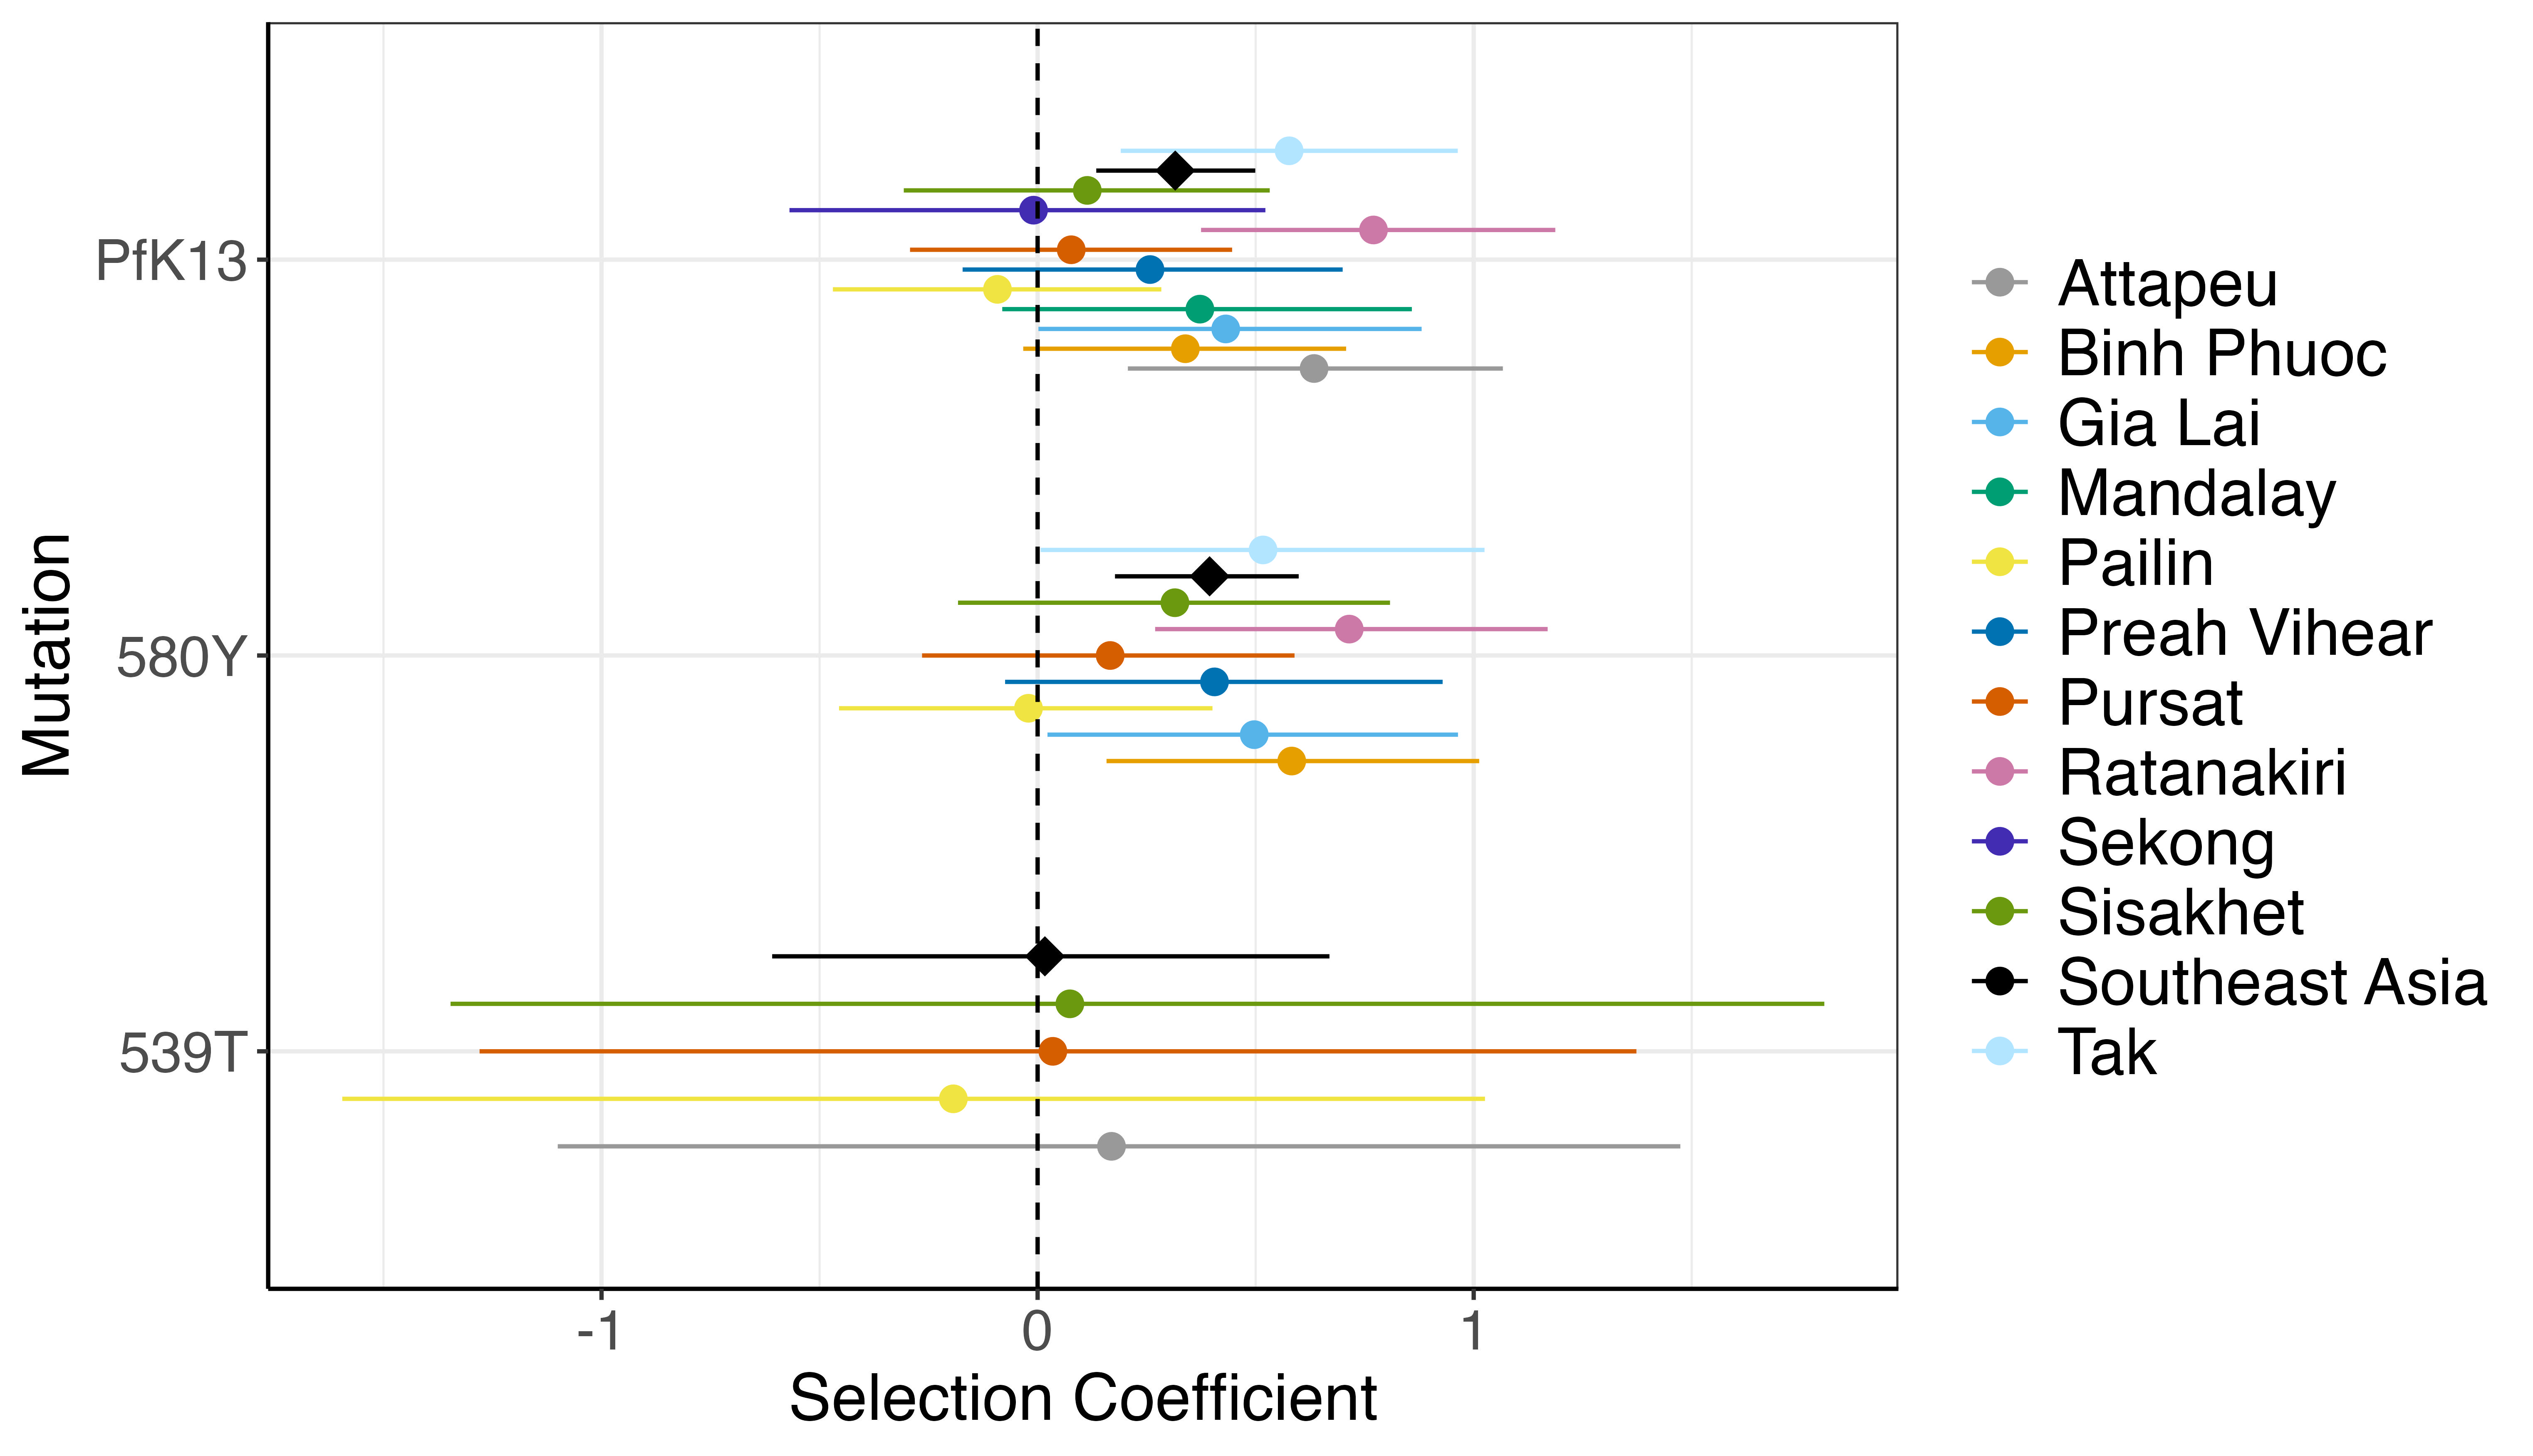 Mutation
PfK13
580Y
539T
-1
0
1
Selection Coefficient
Attapeu
Binh Phuoc
Gia Lai
Mandalay
Pailin
Preah Vihear
Pursat
Ratanakiri
Sekong
Sisakhet
Southeast Asia
Tak